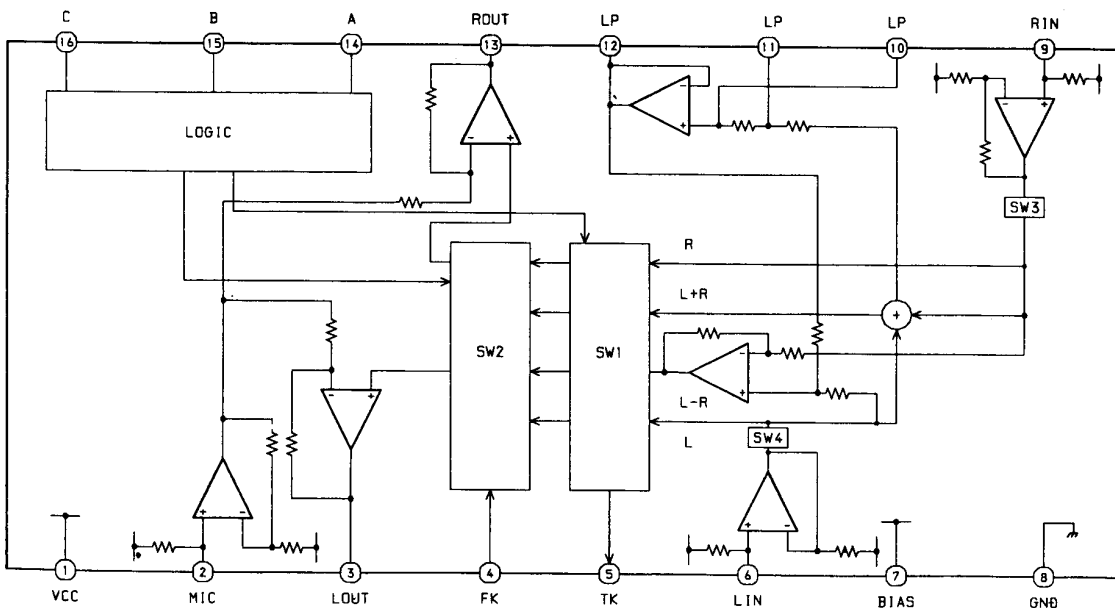 C B A ROUT LP LP LP RIN
16 15 14 13 12 11 10 9
LOGIC
- +
- +
- +
SW3
R
L+R
+
SW2
SW1
- +
L-R
L
- +
SW4
+ -
+ -
1 2 3 4 5 6 7 8
VCC MIC LOUT FK TK LIN BIAS GND